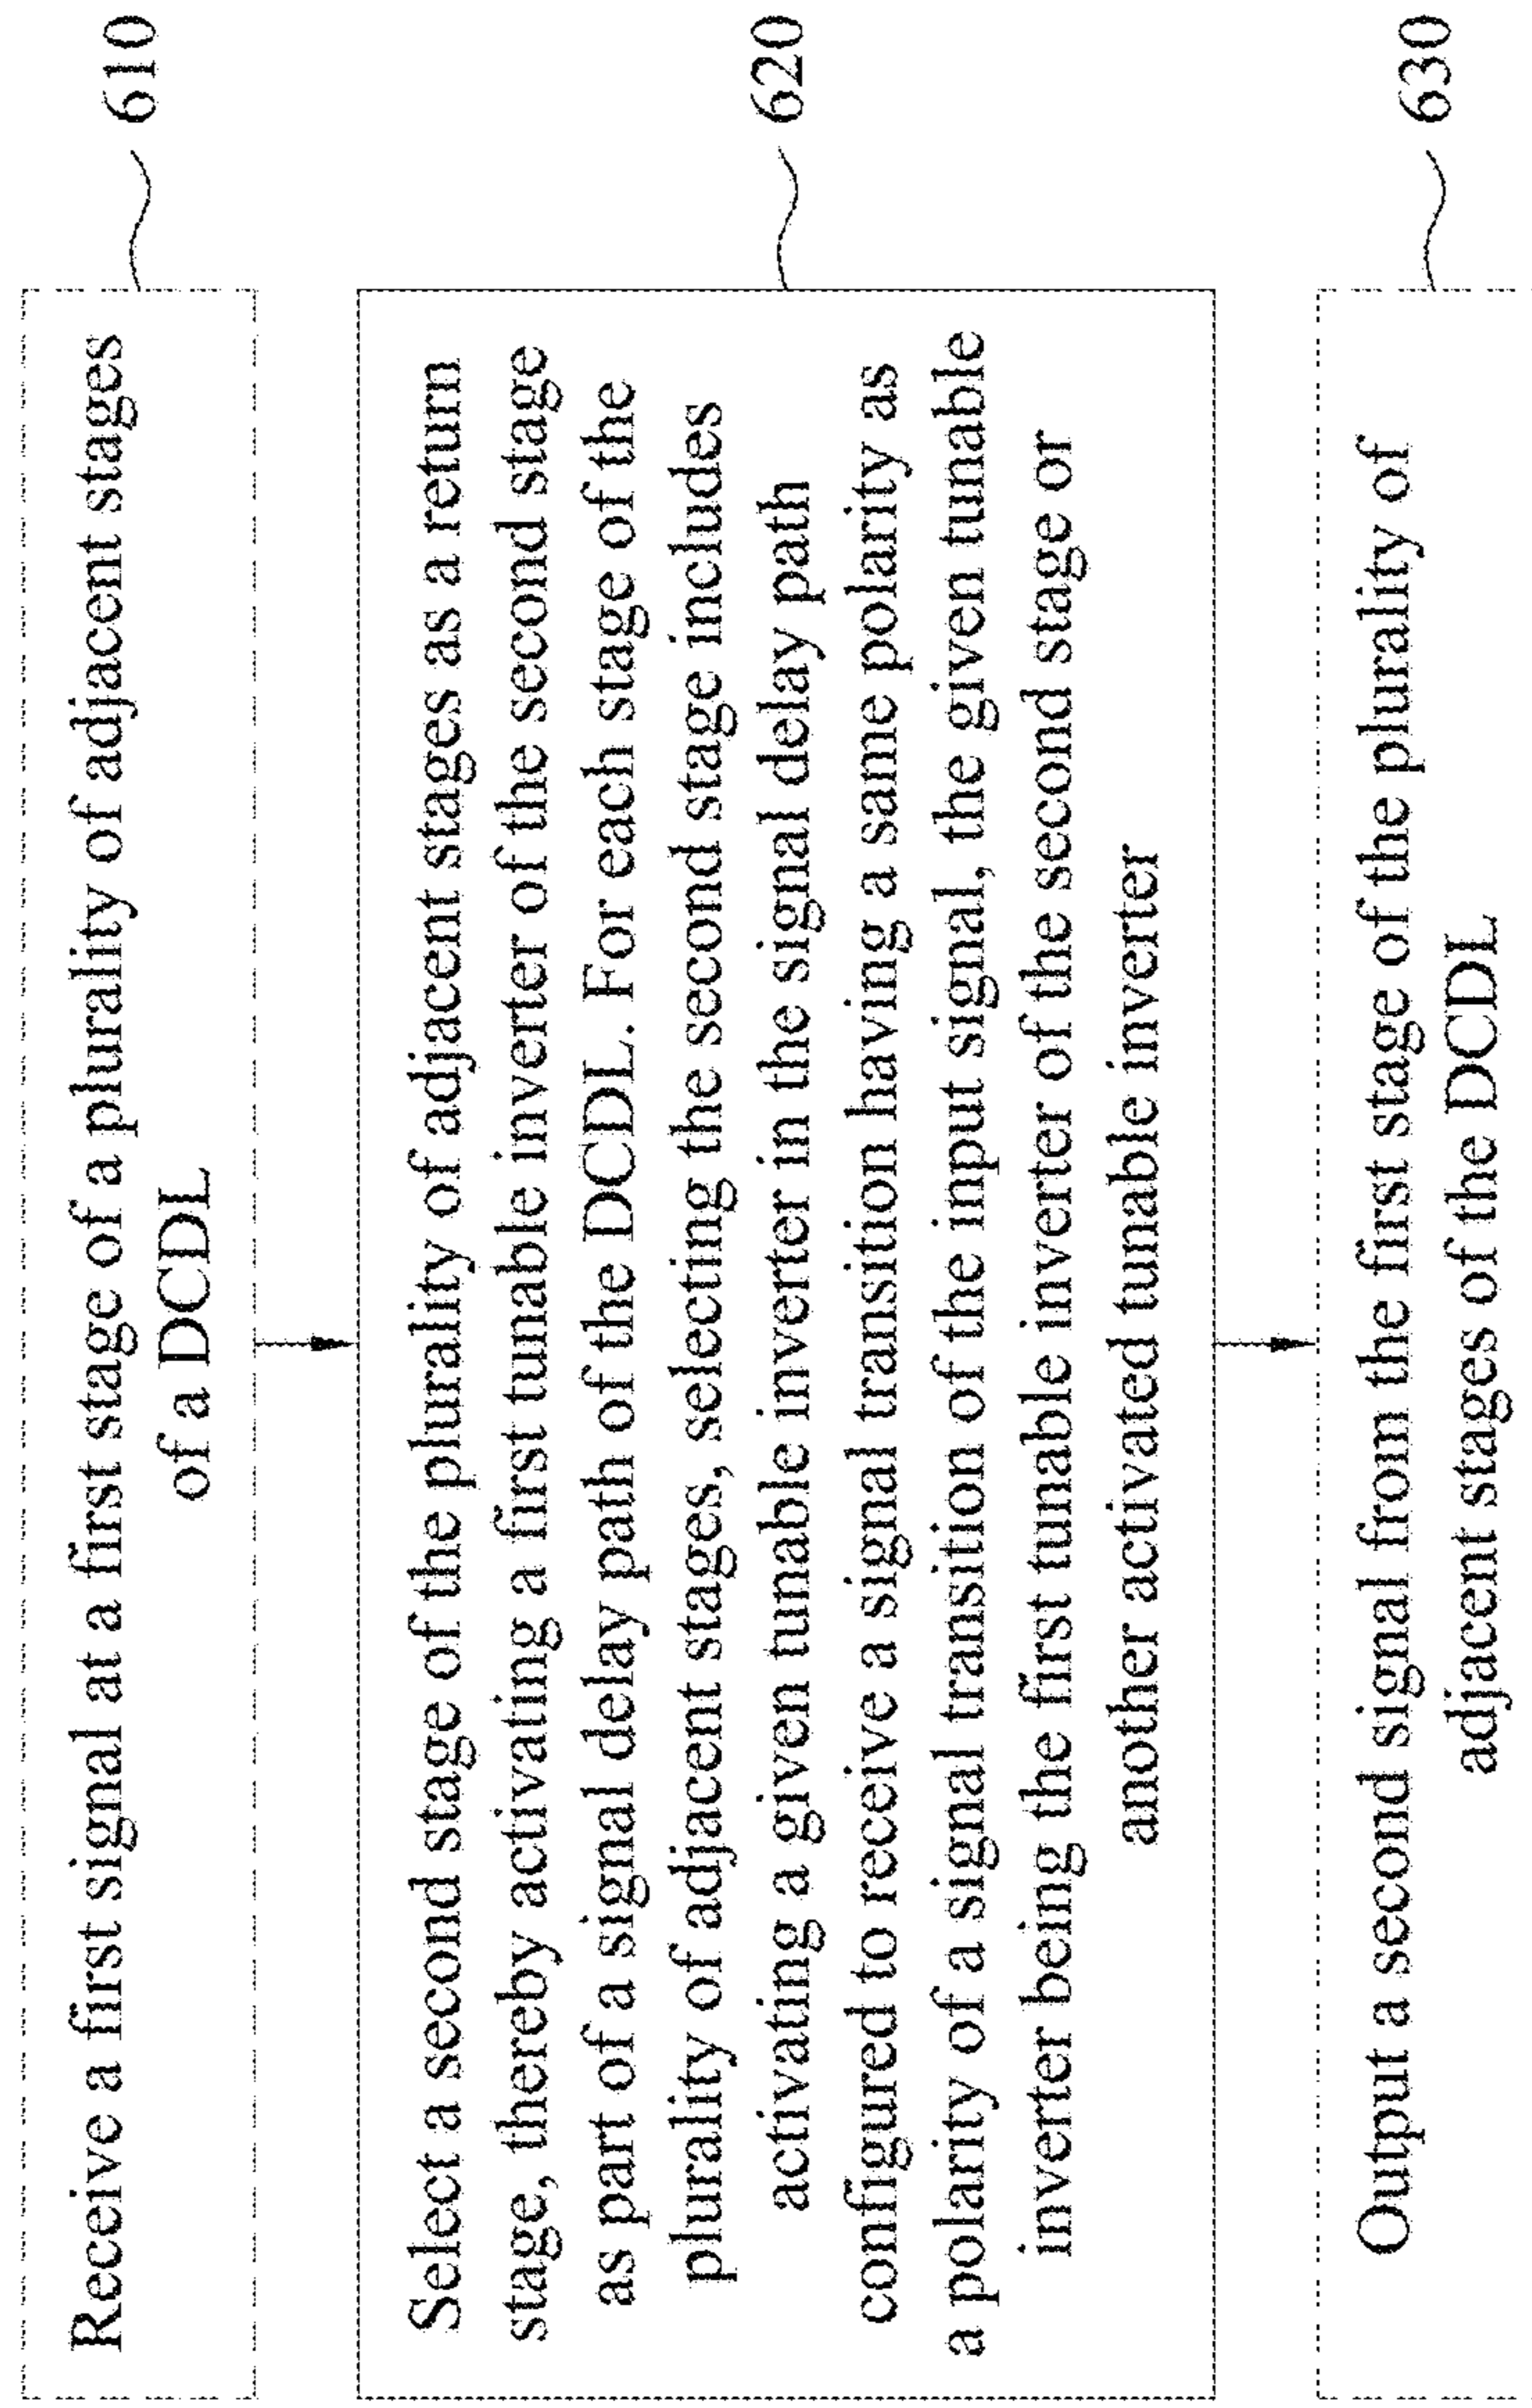 Receive a first signal at a first stage of a plurality of adjacent stages
of a DCDL
610
Select a second stage of the plurality of adjacent stages as a return
stage, thereby activating a first tunable inverter of the second stage
as part of a signal delay path of the DCDL. For each stage of the
plurality of adjacent stages, selecting the second stage includes
activating a given tunable inverter in the signal delay path
configured to receive a signal transition having a same polarity as
a polarity of a signal transition of the input signal, the given tunable
inverter being the first tunable inverter of the second stage or
another activated tunable inverter
620
Output a second signal from the first stage of the plurality of
adjacent stages of the DCDL
630